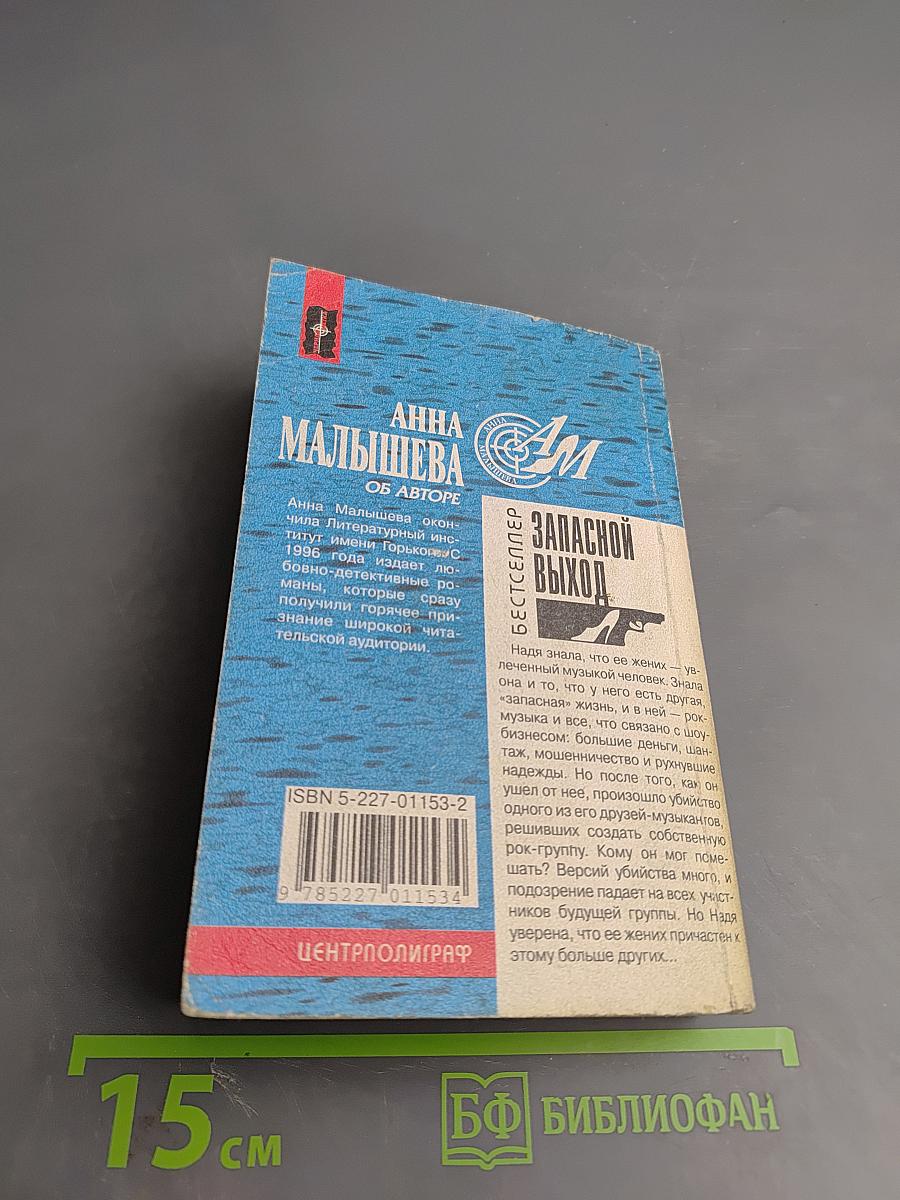 АННА
МАЛЫШЕВА
ОБ АВТОРЕ
Анна Малышева окон-
чила Литературный инс-
титут имени Горького. С
1996 года издает лю-
бовно-детективные ро-
маны, которые сразу
получили горячее при-
знание широкой чита-
тельской аудитории.
АННА
МАЛЫШЕВА
АМ
БЕСТСЕЛЛЕР
ЗАПАСНОЙ
ВЫХОД
Надя знала, что ее жених — ув-
леченный музыкой человек. Знала
она и то, что у него есть другая,
«запасная» жизнь, и в ней — рок-
музыка и все, что связано с шоу-
бизнесом: большие деньги, шан-
таж, мошенничество и рухнувшие
надежды. Но после того, как он
ушел от нее, произошло убийство
одного из его друзей-музыкантов,
решивших создать собственную
рок-группу. Кому он мог поме-
шать? Версий убийства много, и
подозрение падает на всех участ-
ников будущей группы. Но Надя
уверена, что ее жених причастен к
этому больше других...
ISBN 5-227-01153-2
9 785227 011534
ЦЕНТРПОЛИГРАФ
15 см
БФ БИБЛИОФАН